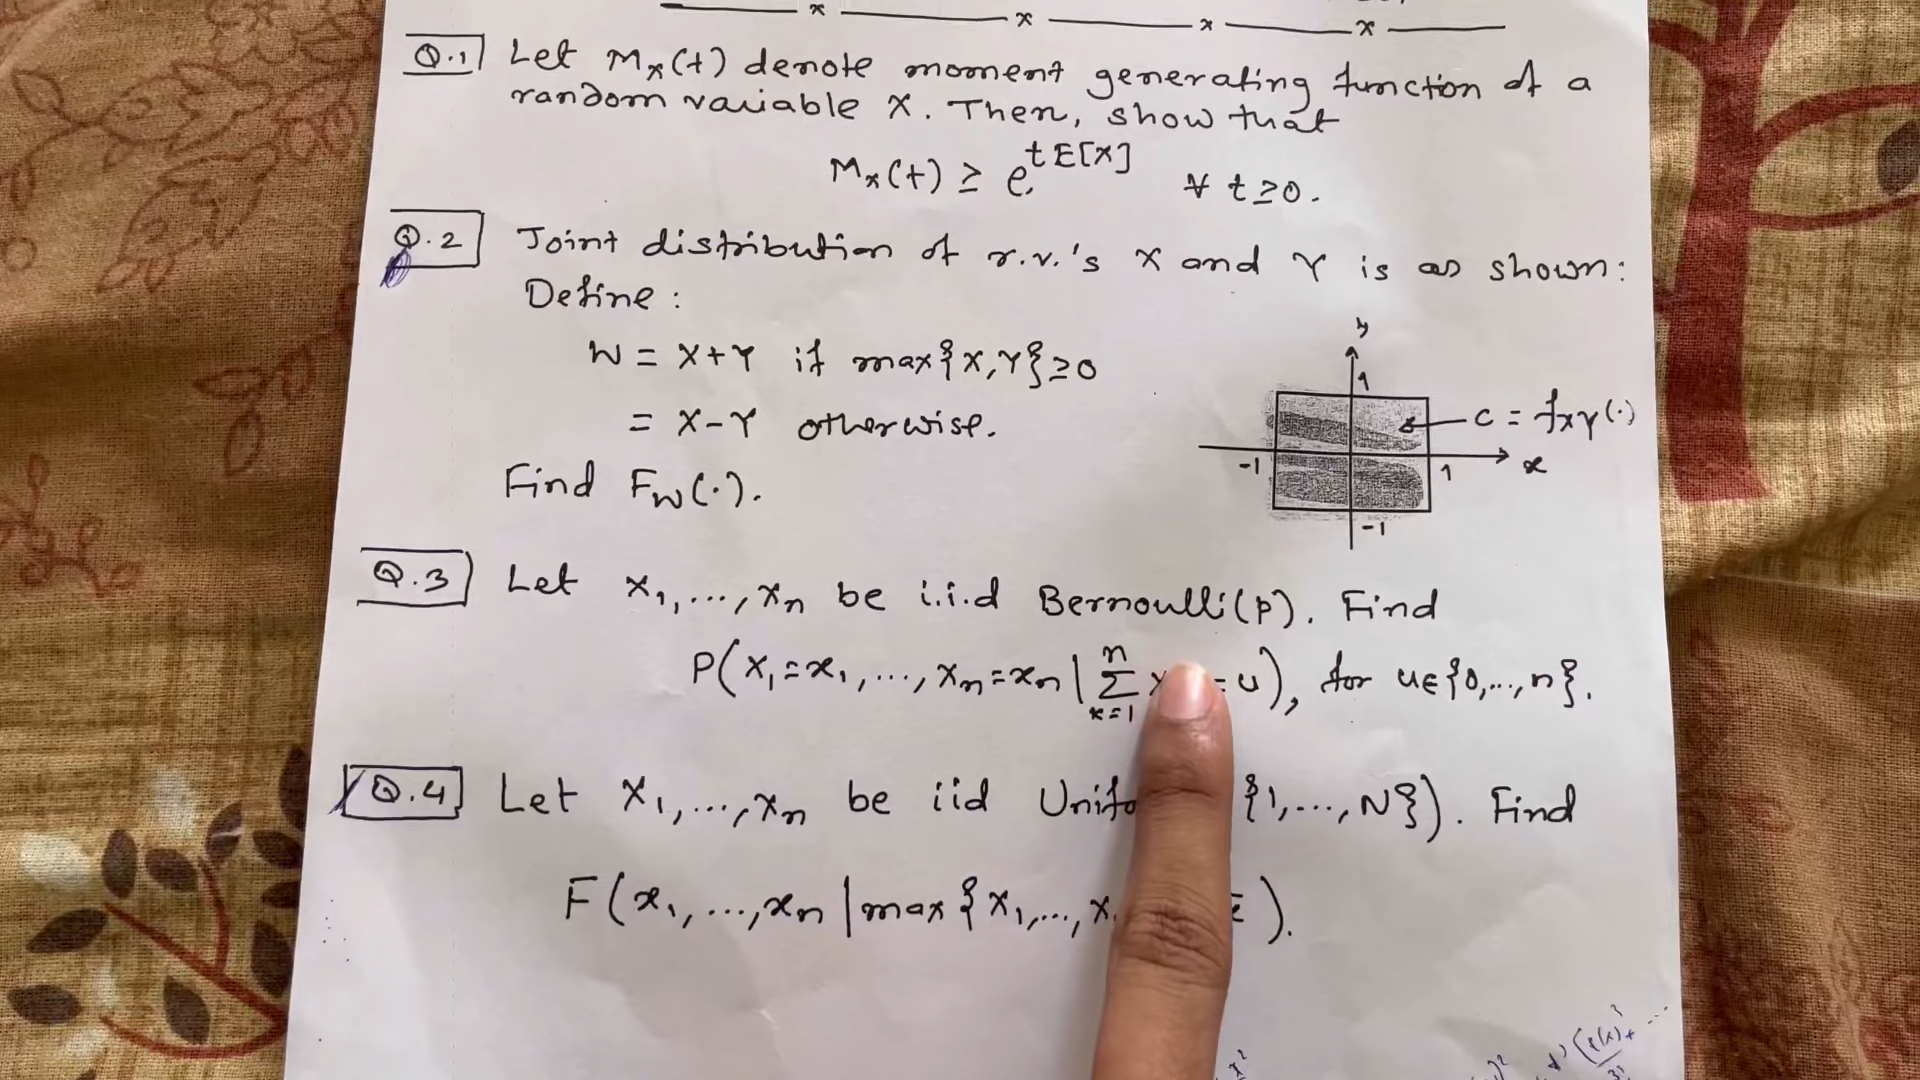 x x x x
Q.1 Let Mx(t) denote moment generating function of a
random variable X. Then, show that
Mx(t) ≥ e^{tE[X]} ∀ t≥0.
Q.2 Joint distribution of r.v.'s X and Y is as shown:
Define:
W = X+Y if max{X,Y}≥0
= X-Y otherwise.
y
1
c = fxy(.)
-1
1
x
-1
Find Fw(.).
Q.3 Let X1,...,Xn be i.i.d Bernoulli(p). Find
P(X1=x1,...,Xn=xn | Σ_{k=1}^{n} X =u), for u∈{0,...,n}.
Q.4 Let X1,...,Xn be iid {1,...,N}). Find
F(x1,...,xn | max{X1,...,X ).